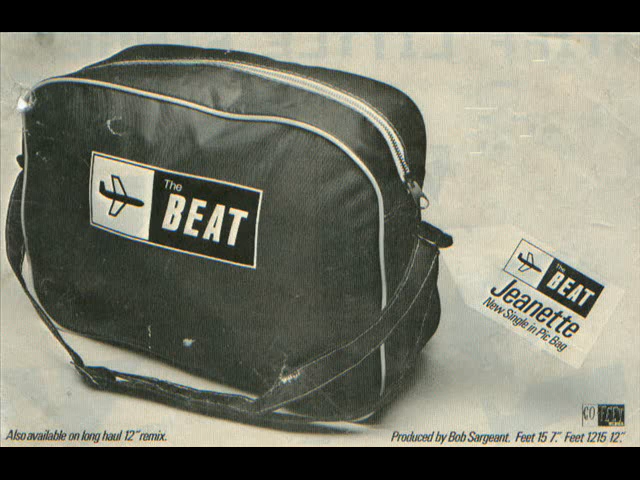 The
BEAT
The
BEAT
Jeanette
New Single in Pic Bag
Also available on long haul 12" remix.
Produced by Bob Sargeant. Feet 15 7". Feet 1215 12".